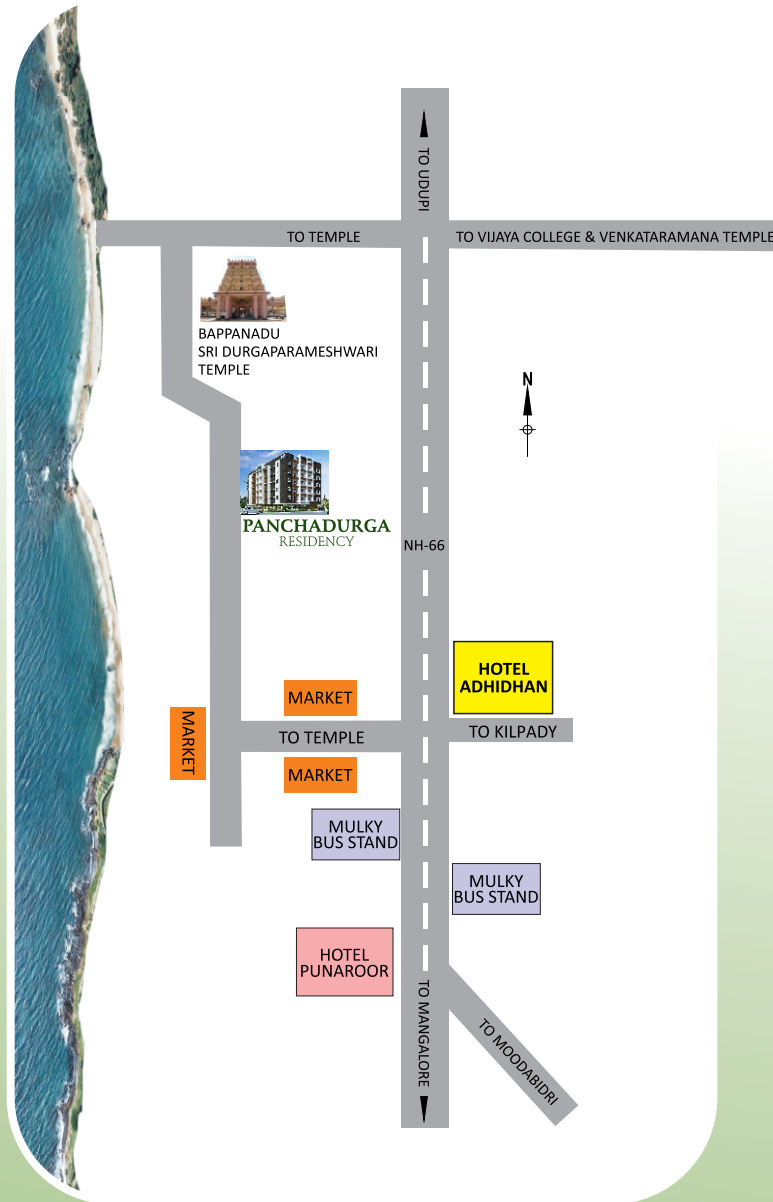 TO UDUPI
TO TEMPLE
TO VIJAYA COLLEGE & VENKATARAMANA TEMPLE
BAPPANADU
SRI DURGAPARAMESHWARI
TEMPLE
N
PANCHADURGA
RESIDENCY
NH-66
HOTEL
ADHIDHAN
MARKET
MARKET
TO TEMPLE
TO KILPADY
MARKET
MULKY
BUS STAND
MULKY
BUS STAND
HOTEL
PUNAROOR
TO MANGALORE
TO MOODABIDRI